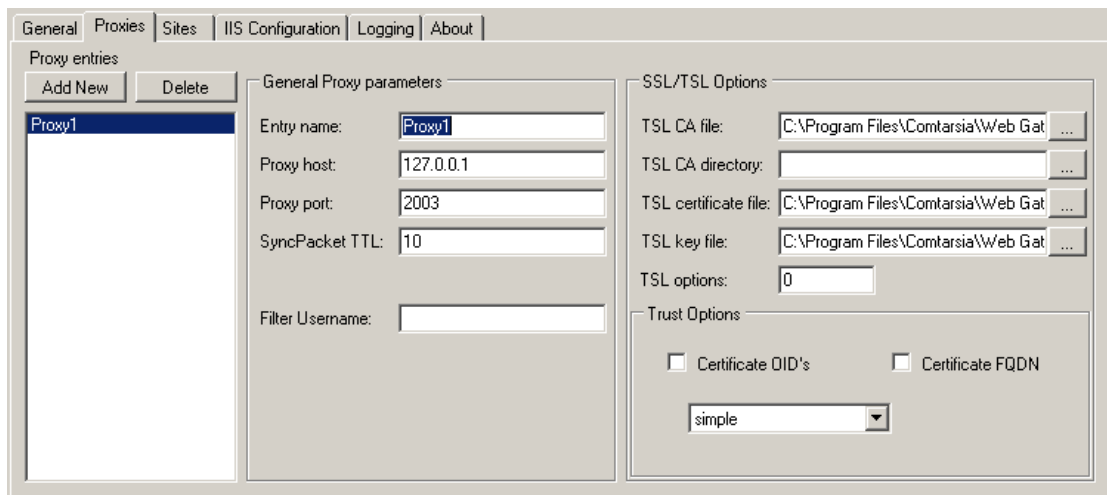 General Proxies Sites IIS Configuration Logging About
Proxy entries
Add New Delete
Proxy1
General Proxy parameters
Entry name: Proxy1
Proxy host: 127.0.0.1
Proxy port: 2003
SyncPacket TTL: 10
Filter Username:
SSL/TSL Options
TSL CA file: C:\Program Files\Comtarsia\Web Gat ...
TSL CA directory: ...
TSL certificate file: C:\Program Files\Comtarsia\Web Gat ...
TSL key file: C:\Program Files\Comtarsia\Web Gat ...
TSL options: 0
Trust Options
Certificate OID's Certificate FQDN
simple